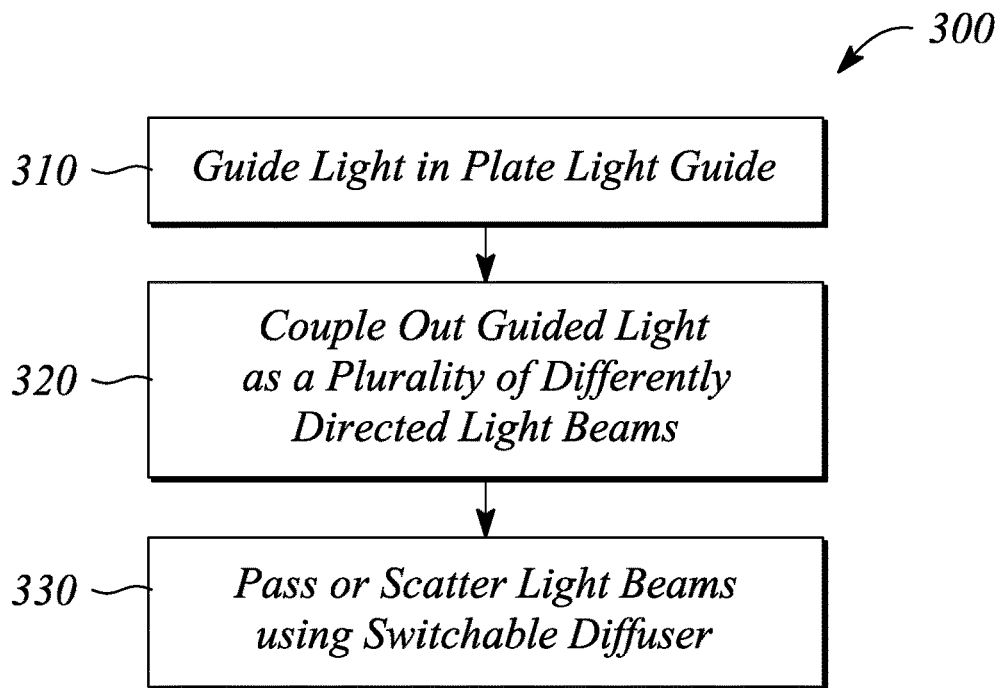 300
310
Guide Light in Plate Light Guide
320
Couple Out Guided Light
as a Plurality of Differently
Directed Light Beams
330
Pass or Scatter Light Beams
using Switchable Diffuser